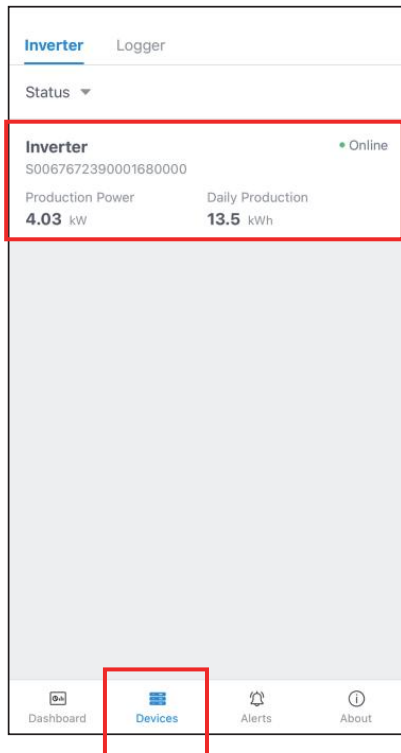 Inverter Logger
Status
Inverter Online
S0067672390001680000
Production Power Daily Production
4.03 kW 13.5 kWh
Dashboard Devices Alerts About